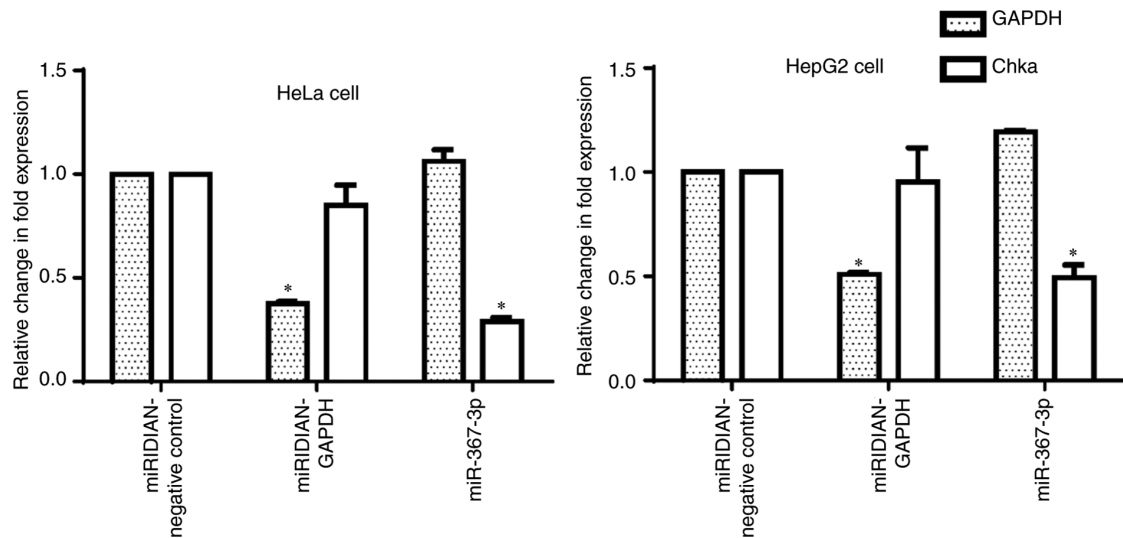 GAPDH
Chka
HeLa cell
Relative change in fold expression
1.5
1.0
0.5
0.0
*
*
miRIDIAN-
negative control
miRIDIAN-
GAPDH
miR-367-3p
HepG2 cell
Relative change in fold expression
1.5
1.0
0.5
0.0
*
*
miRIDIAN-
negative control
miRIDIAN-
GAPDH
miR-367-3p